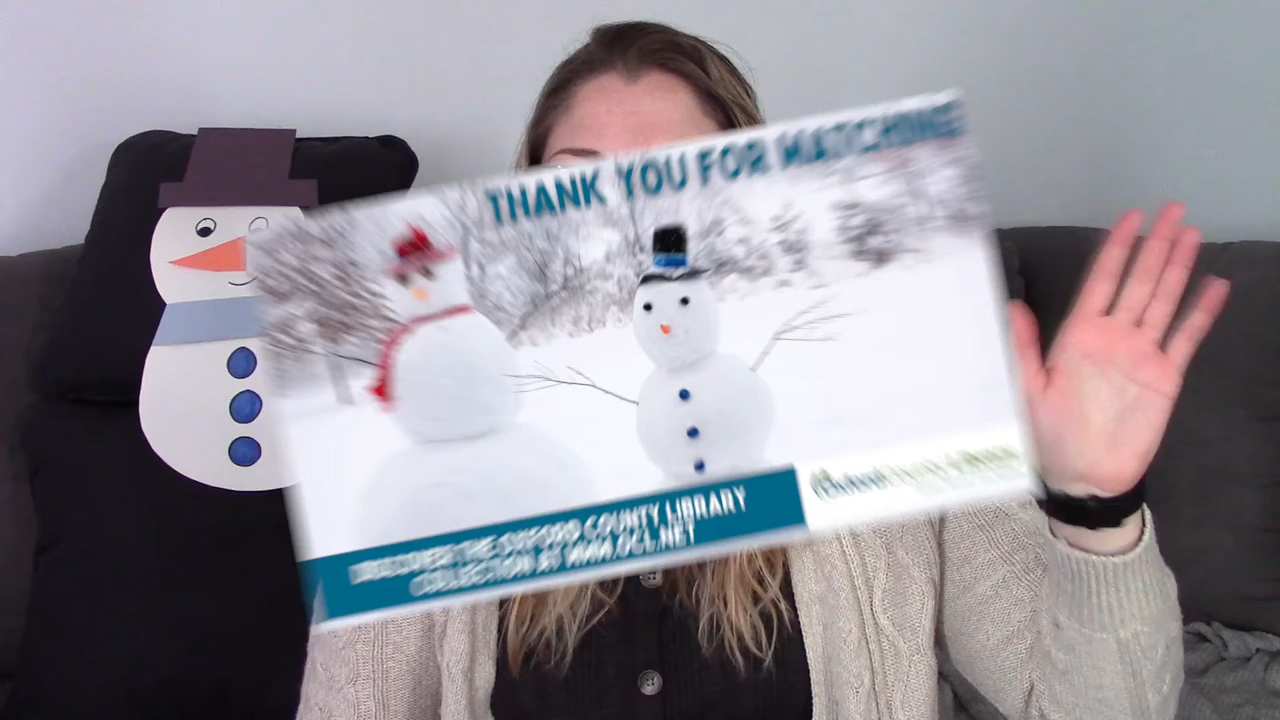 THANK YOU FOR WATCHING
DISCOVER THE OXFORD COUNTY LIBRARY
COLLECTION AT WWW.OCL.NET